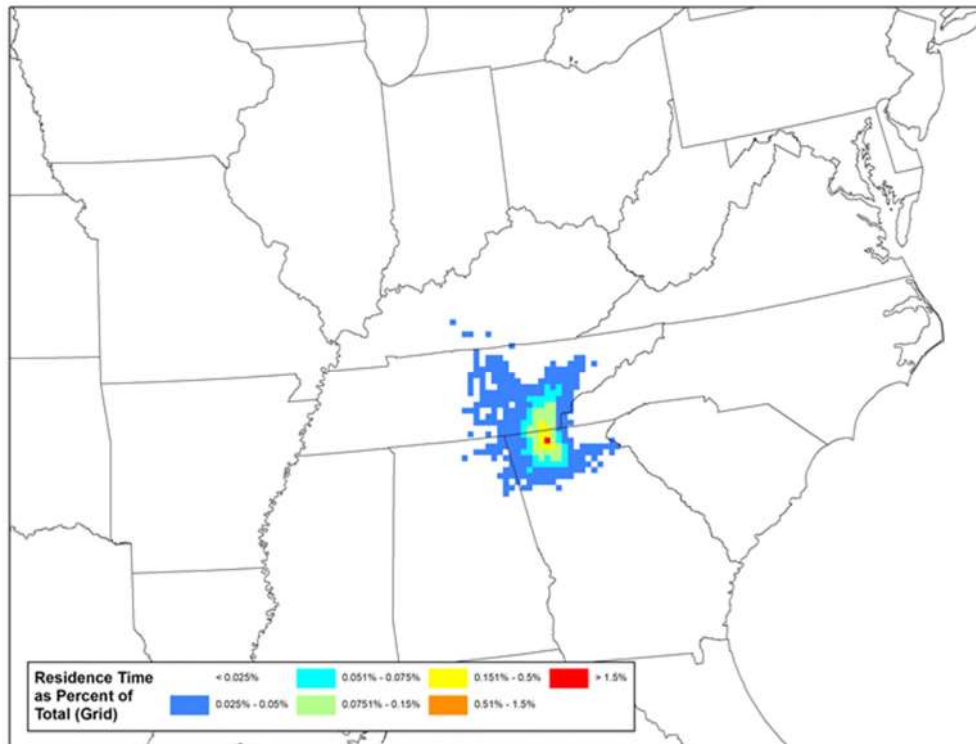 Residence Time
as Percent of
Total (Grid)
< 0.025%
0.025% - 0.05%
0.051% - 0.075%
0.0751% - 0.15%
0.151% - 0.5%
0.51% - 1.5%
> 1.5%